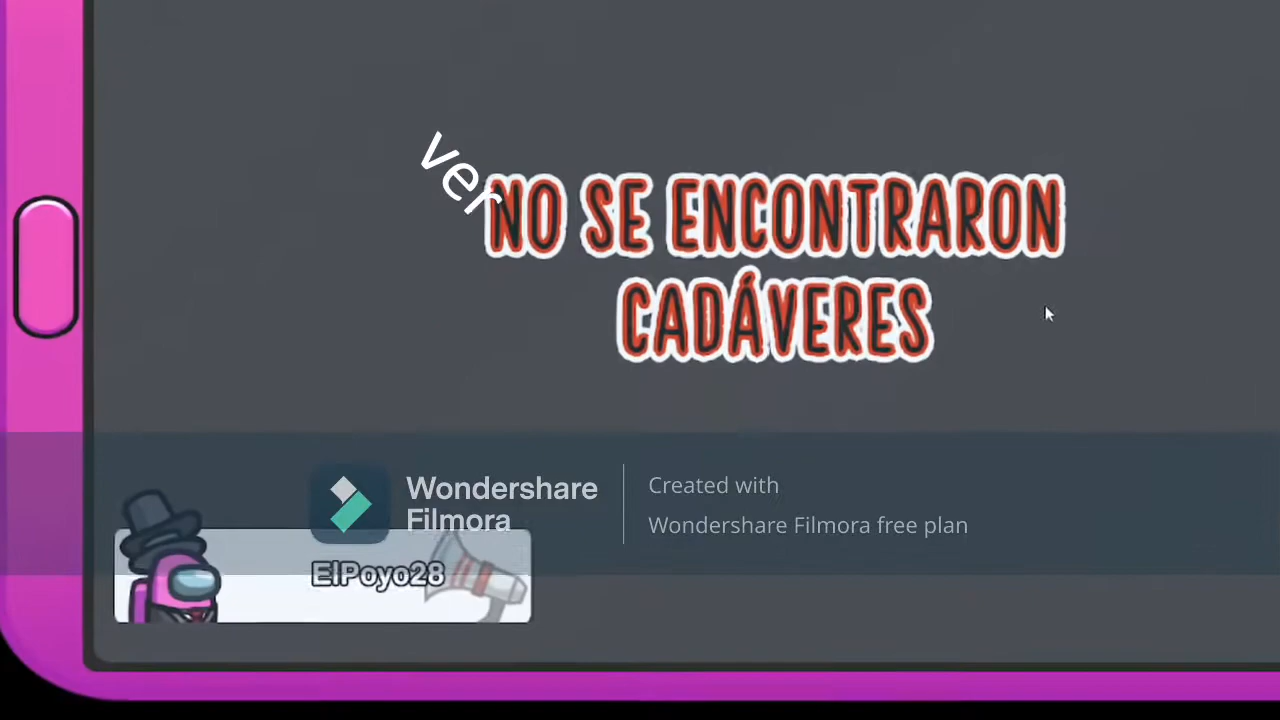 ver
NO SE ENCONTRARON
CADÁVERES
Wondershare
Filmora
Created with
Wondershare Filmora free plan
ElPoyo28